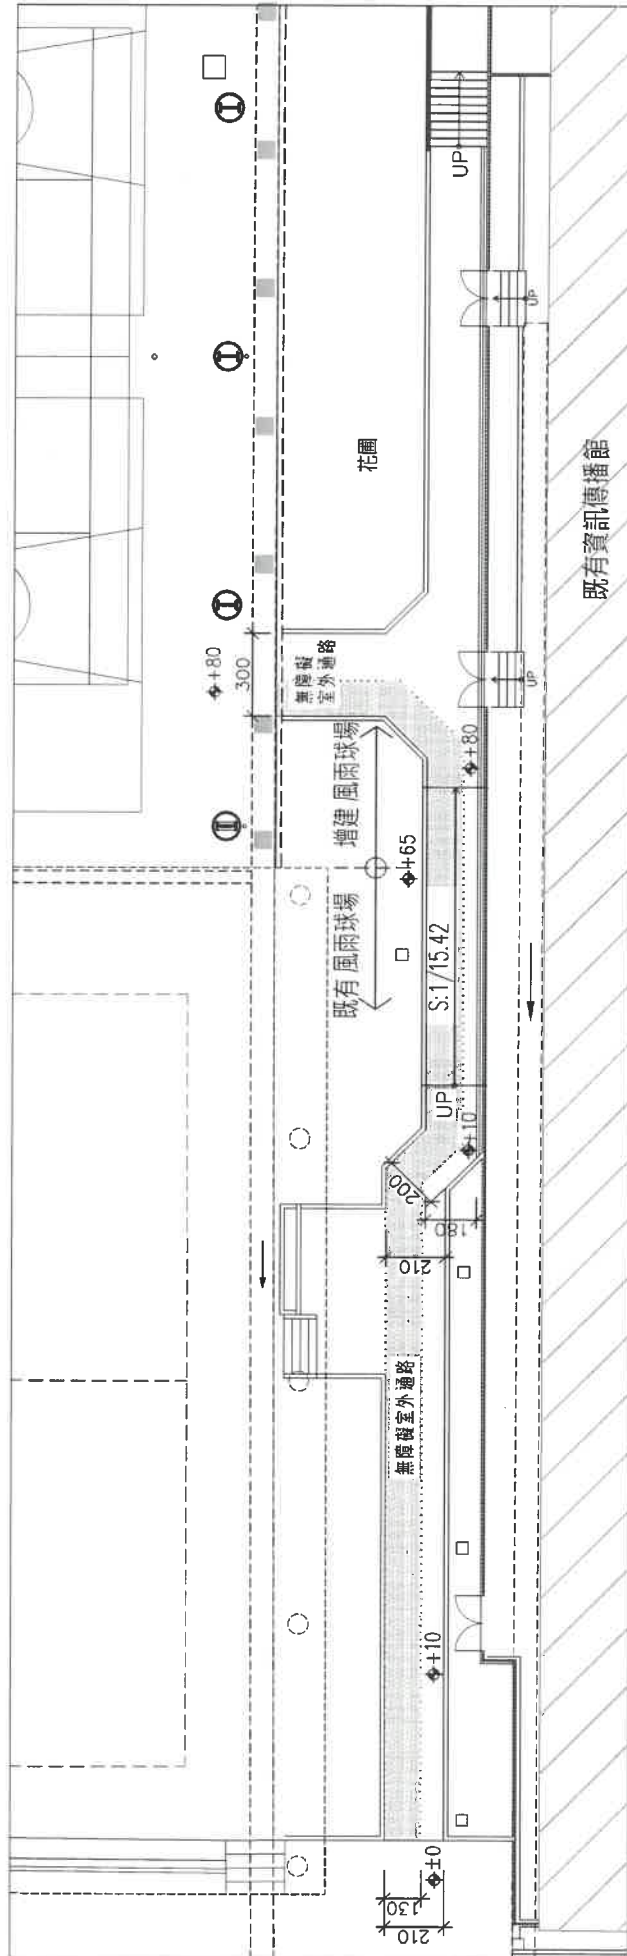 UP
UP
花圃
既有資訊傳播館
+80
300
無障礙
室外通路
UP
增建 風雨球場
+80
+65
既有 風雨球場
S:1/15.42
UP
+10
200
180
210
無障礙室外通路
+10
±0
130
210